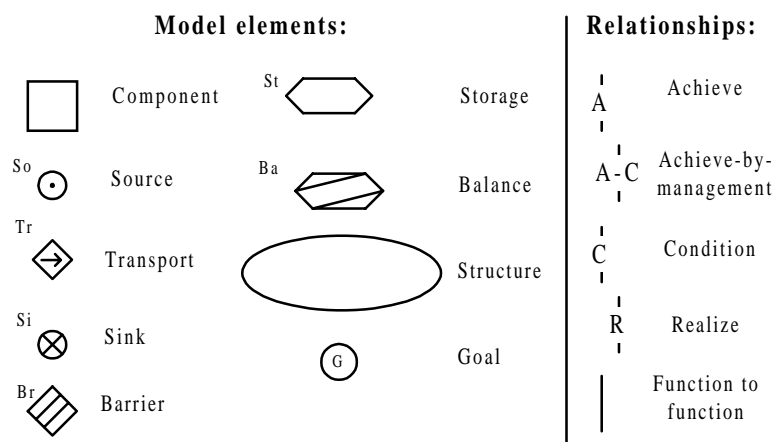 Model elements:
Component
St
Storage
So
Source
Ba
Balance
Tr
Transport
Structure
Si
Sink
G
Goal
Br
Barrier
Relationships:
A
Achieve
A-C
Achieve-by-
management
C
Condition
R
Realize
Function to
function